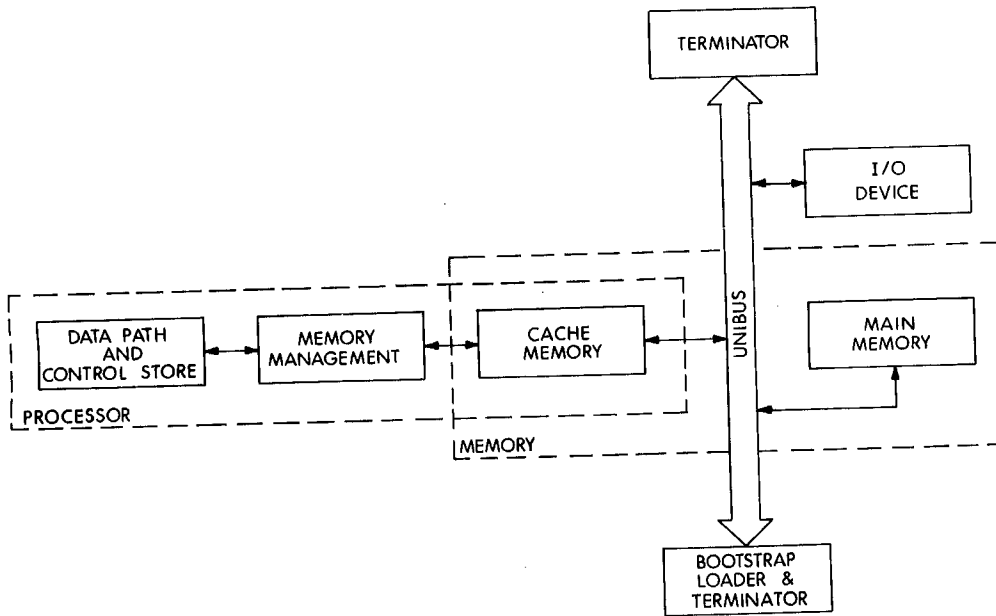 TERMINATOR
I/O
DEVICE
UNIBUS
DATA PATH
AND
CONTROL STORE
MEMORY
MANAGEMENT
CACHE
MEMORY
MAIN
MEMORY
PROCESSOR
MEMORY
BOOTSTRAP
LOADER &
TERMINATOR